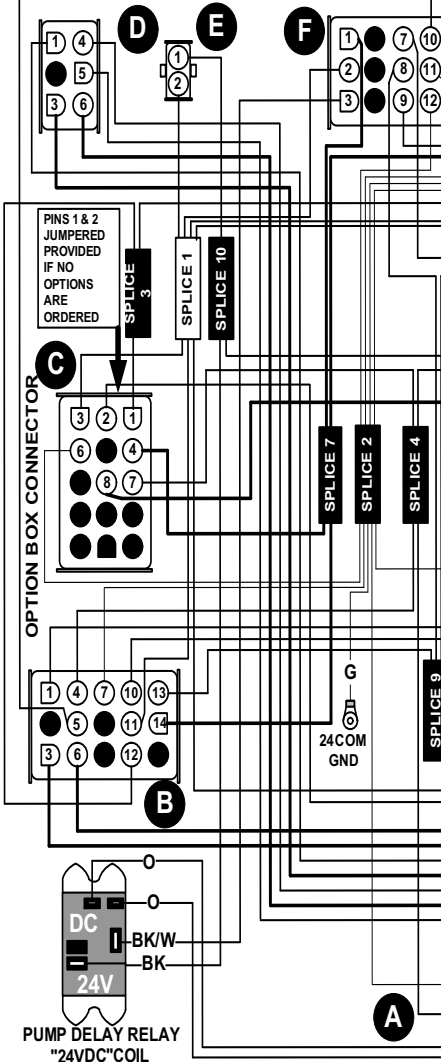 D
E
F
1 4
5
3 6
1
2
1 7 10
2 8 11
3 9 12
PINS 1 & 2
JUMPERED
PROVIDED
IF NO
OPTIONS
ARE
ORDERED
SPLICE 3
SPLICE 1
SPLICE 10
C
OPTION BOX CONNECTOR
3 2 1
6 4
8 7
SPLICE 7
SPLICE 2
SPLICE 4
G
24COM
GND
SPLICE 9
1 4 7 10 13
5 11 14
3 6 12
B
O
O
DC
BK/W
BK
24V
A
PUMP DELAY RELAY
"24VDC"COIL